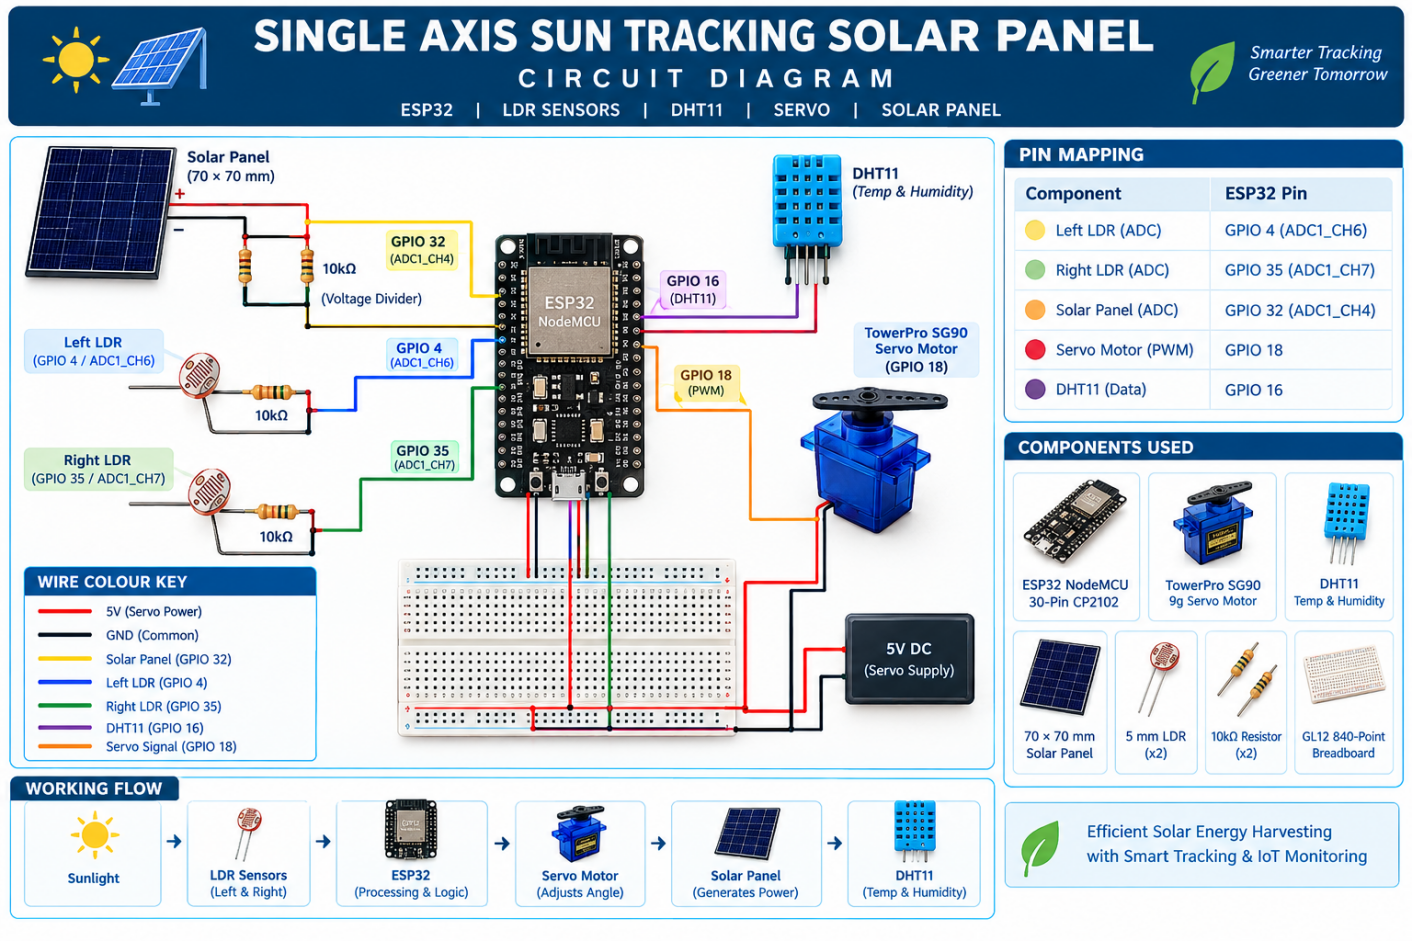 SINGLE AXIS SUN TRACKING SOLAR PANEL
CIRCUIT DIAGRAM
ESP32 | LDR SENSORS | DHT11 | SERVO | SOLAR PANEL
Smarter Tracking
Greener Tomorrow
Solar Panel
(70 × 70 mm)
+
−
10kΩ
(Voltage Divider)
GPIO 32
(ADC1_CH4)
ESP32
NodeMCU
DHT11
(Temp & Humidity)
GPIO 16
(DHT11)
Left LDR
(GPIO 4 / ADC1_CH6)
10kΩ
GPIO 4
(ADC1_CH6)
TowerPro SG90
Servo Motor
(GPIO 18)
GPIO 18
(PWM)
Right LDR
(GPIO 35 / ADC1_CH7)
10kΩ
GPIO 35
(ADC1_CH7)
5V DC
(Servo Supply)
WIRE COLOUR KEY
5V (Servo Power)
GND (Common)
Solar Panel (GPIO 32)
Left LDR (GPIO 4)
Right LDR (GPIO 35)
DHT11 (GPIO 16)
Servo Signal (GPIO 18)
PIN MAPPING
Component ESP32 Pin
Left LDR (ADC) GPIO 4 (ADC1_CH6)
Right LDR (ADC) GPIO 35 (ADC1_CH7)
Solar Panel (ADC) GPIO 32 (ADC1_CH4)
Servo Motor (PWM) GPIO 18
DHT11 (Data) GPIO 16
COMPONENTS USED
ESP32 NodeMCU
30-Pin CP2102
TowerPro SG90
9g Servo Motor
DHT11
Temp & Humidity
70 × 70 mm
Solar Panel
5 mm LDR
(x2)
10kΩ Resistor
(x2)
GL12 840-Point
Breadboard
WORKING FLOW
Sunlight
LDR Sensors
(Left & Right)
ESP32
(Processing & Logic)
Servo Motor
(Adjusts Angle)
Solar Panel
(Generates Power)
DHT11
(Temp & Humidity)
Efficient Solar Energy Harvesting
with Smart Tracking & IoT Monitoring